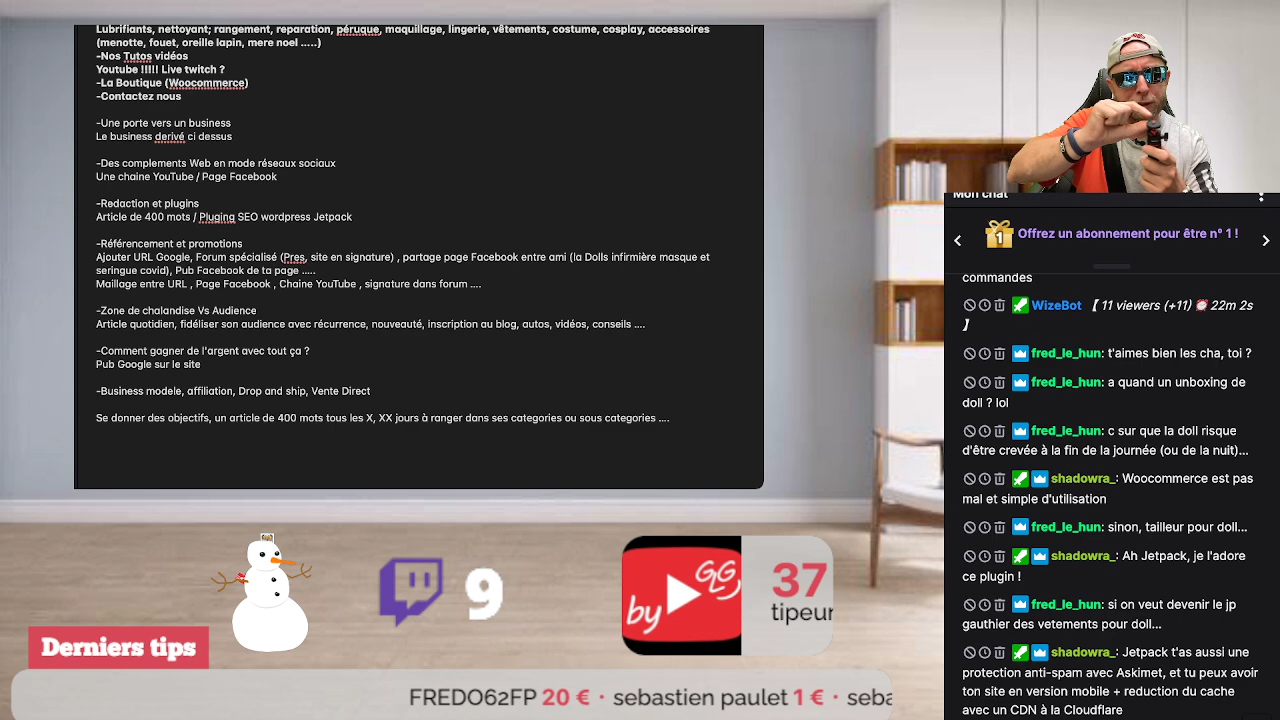 Lubrifiants, nettoyant; rangement, reparation, péruque, maquillage, lingerie, vêtements, costume, cosplay, accessoires
(menotte, fouet, oreille lapin, mere noel .....)
-Nos Tutos vidéos
Youtube !!!!! Live twitch ?
-La Boutique (Woocommerce)
-Contactez nous
-Une porte vers un business
Le business derivé ci dessus
-Des complements Web en mode réseaux sociaux
Une chaine YouTube / Page Facebook
-Redaction et plugins
Article de 400 mots / Pluging SEO wordpress Jetpack
-Référencement et promotions
Ajouter URL Google, Forum spécialisé (Pres, site en signature) , partage page Facebook entre ami (la Dolls infirmière masque et
seringue covid), Pub Facebook de ta page .....
Maillage entre URL , Page Facebook , Chaine YouTube , signature dans forum ....
-Zone de chalandise Vs Audience
Article quotidien, fidéliser son audience avec récurrence, nouveauté, inscription au blog, autos, vidéos, conseils ....
-Comment gagner de l'argent avec tout ça ?
Pub Google sur le site
-Business modele, affiliation, Drop and ship, Vente Direct
Se donner des objectifs, un article de 400 mots tous les X, XX jours à ranger dans ses categories ou sous categories ....
Mon chat
1
Offrez un abonnement pour être n° 1 !
commandes
WizeBot 【 11 viewers (+11) ⏰ 22m 2s
】
fred_le_hun: t'aimes bien les cha, toi ?
fred_le_hun: a quand un unboxing de
doll ? lol
fred_le_hun: c sur que la doll risque
d'être crevée à la fin de la journée (ou de la nuit)...
shadowra_: Woocommerce est pas
mal et simple d'utilisation
fred_le_hun: sinon, tailleur pour doll...
shadowra_: Ah Jetpack, je l'adore
ce plugin !
fred_le_hun: si on veut devenir le jp
gauthier des vetements pour doll...
shadowra_: Jetpack t'as aussi une
protection anti-spam avec Askimet, et tu peux avoir
ton site en version mobile + reduction du cache
avec un CDN à la Cloudflare
9
by GLG
37
tipeur
Derniers tips
FREDO62FP 20 € · sebastien paulet 1 € · seba